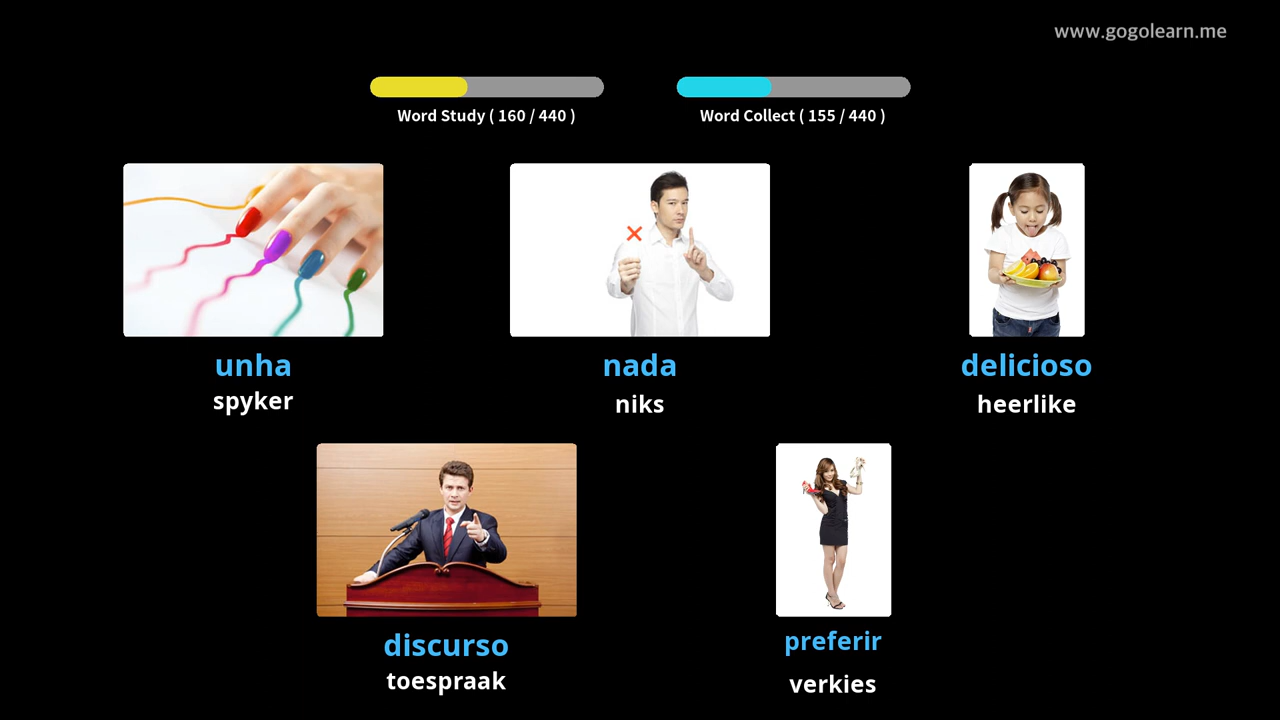 www.gogolearn.me
Word Study ( 160 / 440 )
Word Collect ( 155 / 440 )
unha
spyker
nada
niks
delicioso
heerlike
discurso
toespraak
preferir
verkies